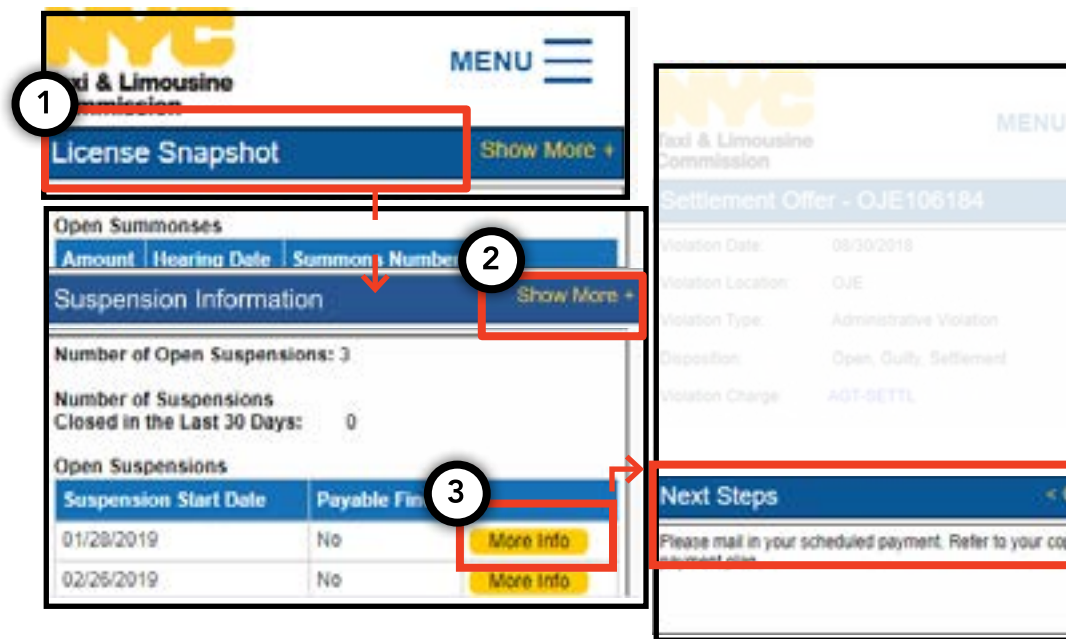 NYC
MENU
Taxi & Limousine
Commission
1
License Snapshot Show More +
Open Summonses
Amount Hearing Date Summons
2
Suspension Information Show More +
Number of Open Suspensions: 3
Number of Suspensions
Closed in the Last 30 Days: 0
Open Suspensions
3
Suspension Start Date Payable
01/28/2019 No More Info
02/26/2019 No More Info
NYC
MENU
Taxi & Limousine
Commission
Settlement Offer - OJE106184
Violation Date: 08/30/2018
Violation Location: OJE
Violation Type: Administrative Violation
Disposition: Open, Guilty, Settlement
Violation Charge: AGT-SETTL
Next Steps <
Please mail in your scheduled payment. Refer to your
payment plan